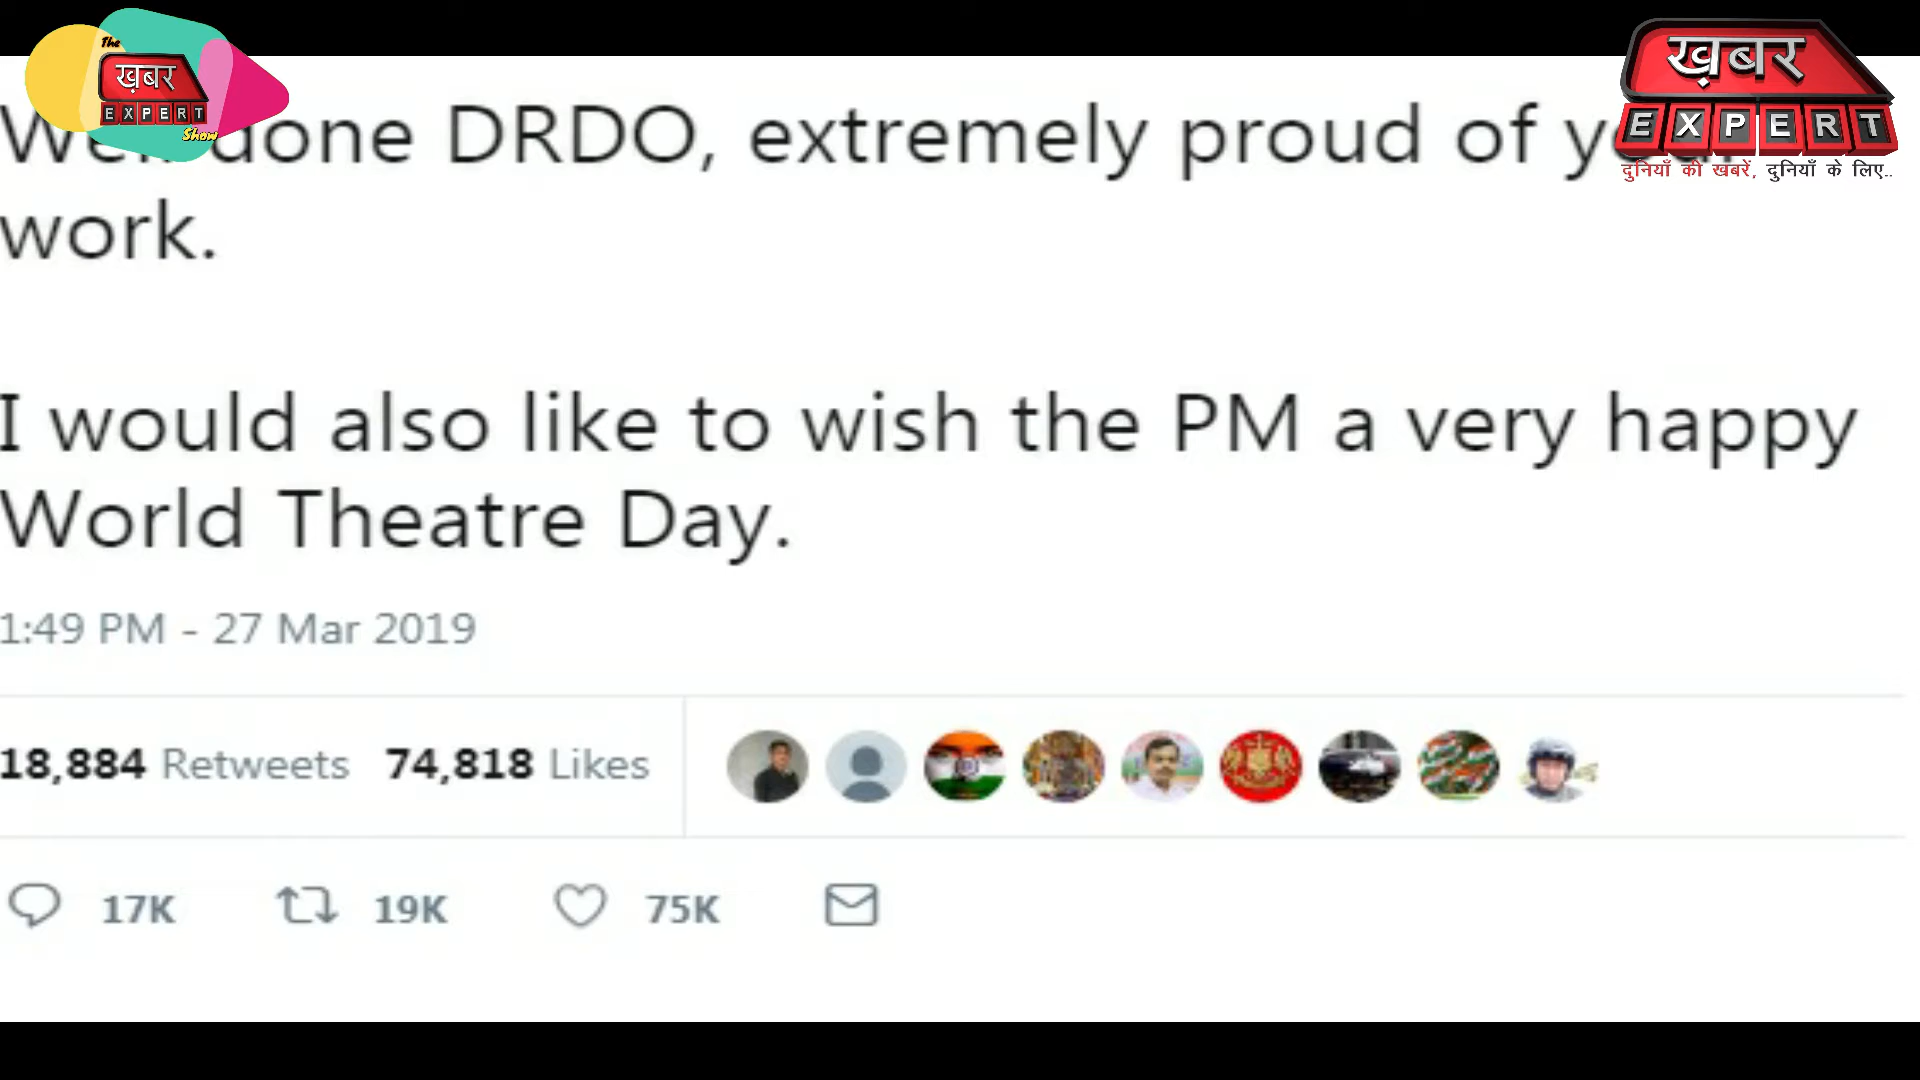 The
ख़बर
EXPERT
Show
ख़बर
EXPERT
दुनियाँ की खबरें, दुनियाँ के लिए..
Well done DRDO, extremely proud of your
work.
I would also like to wish the PM a very happy
World Theatre Day.
1:49 PM - 27 Mar 2019
18,884 Retweets 74,818 Likes
17K 19K 75K